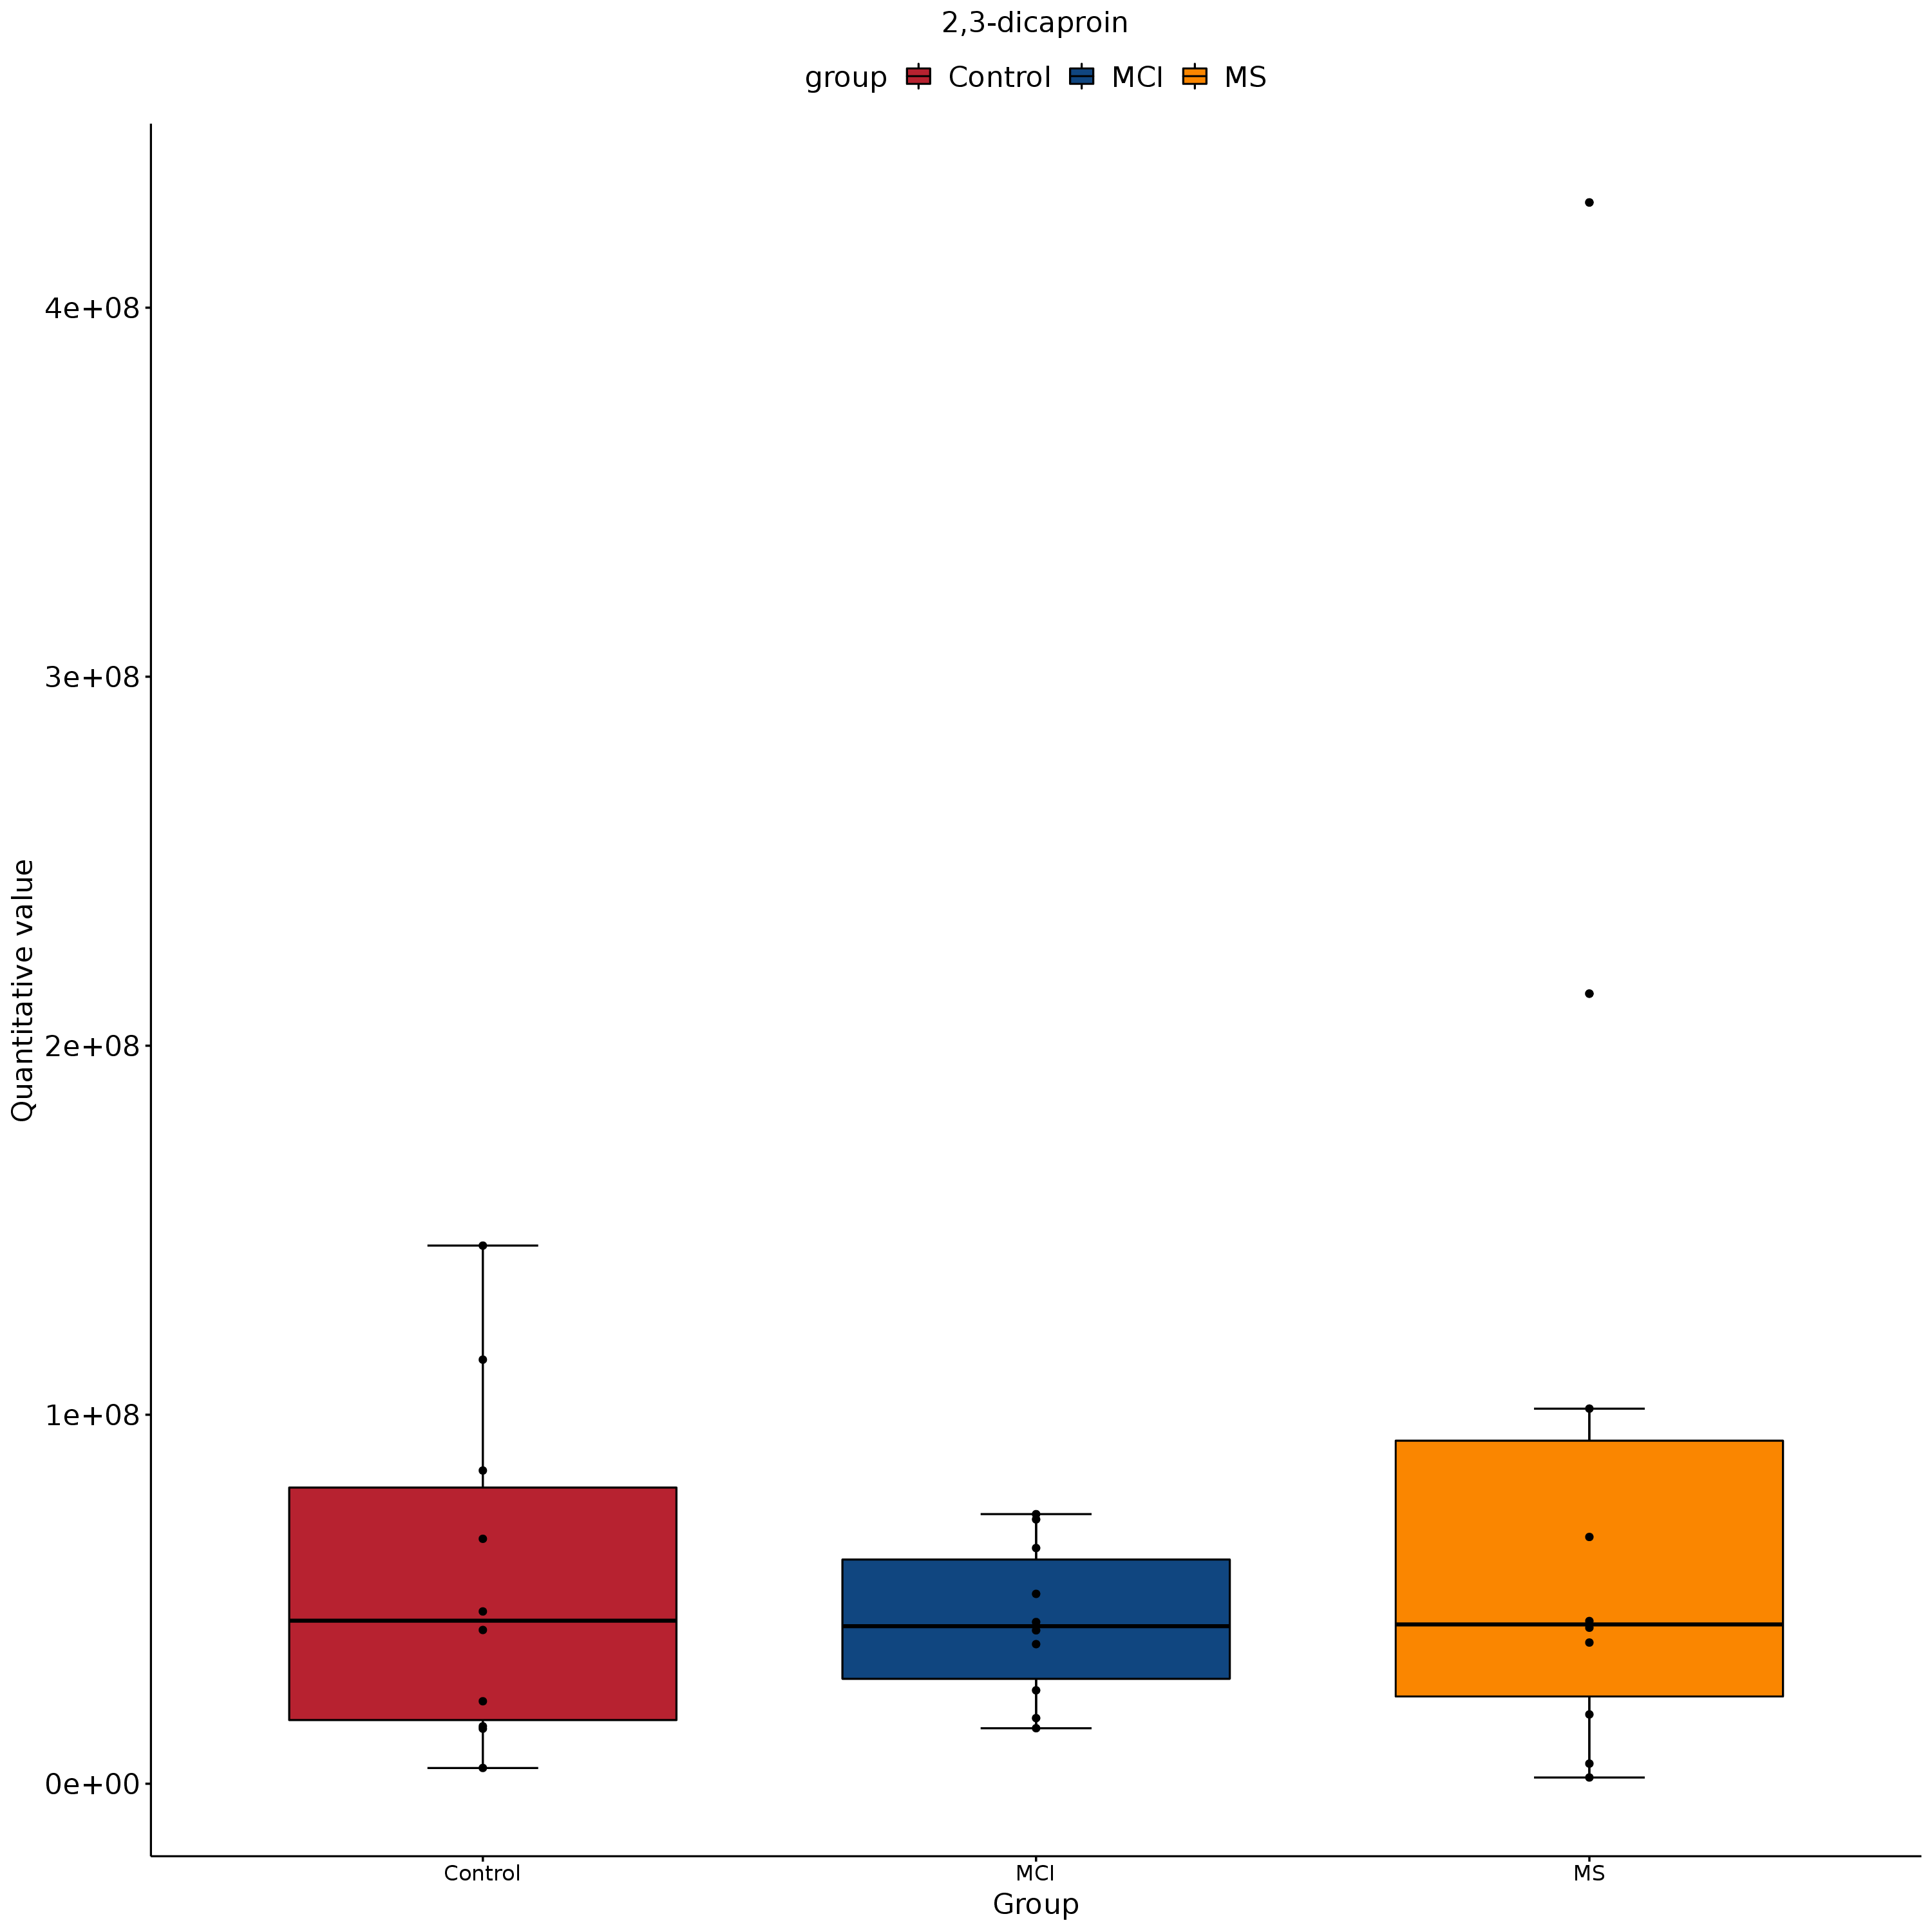 2,3-dicaproin
group Control MCI MS
Quantitative value
4e+08
3e+08
2e+08
1e+08
0e+00
Control MCI MS
Group